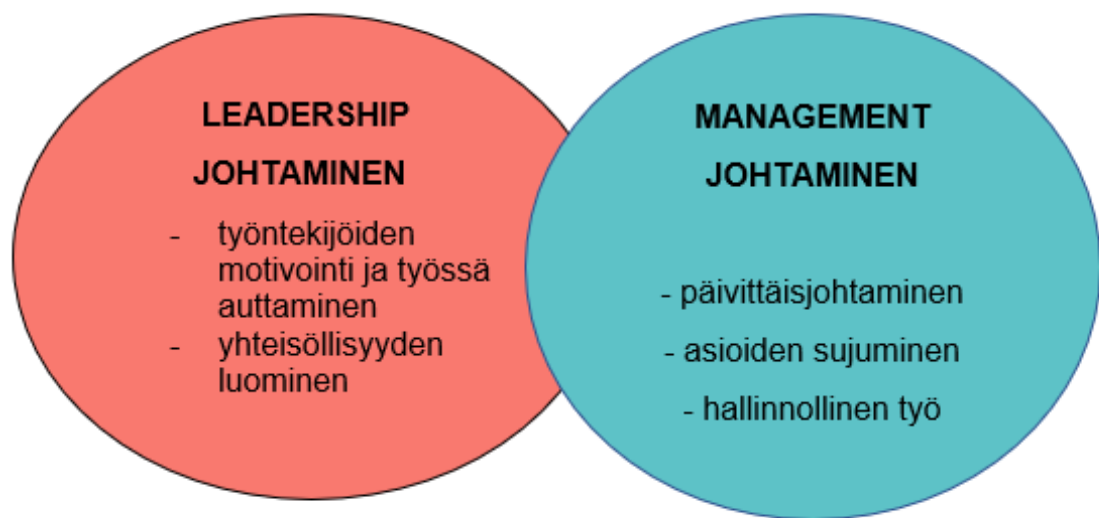 LEADERSHIP
JOHTAMINEN
- työntekijöiden
motivointi ja työssä
auttaminen
- yhteisöllisyyden
luominen
MANAGEMENT
JOHTAMINEN
- päivittäisjohtaminen
- asioiden sujuminen
- hallinnollinen työ